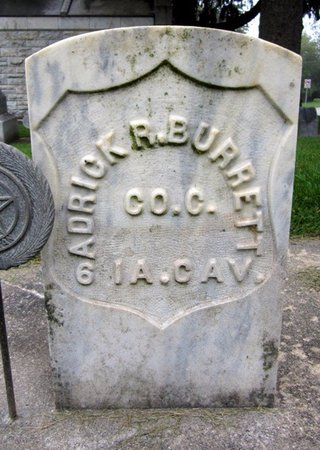 ADRICK R. BURRETT
CO. C.
6 IA. CAV.